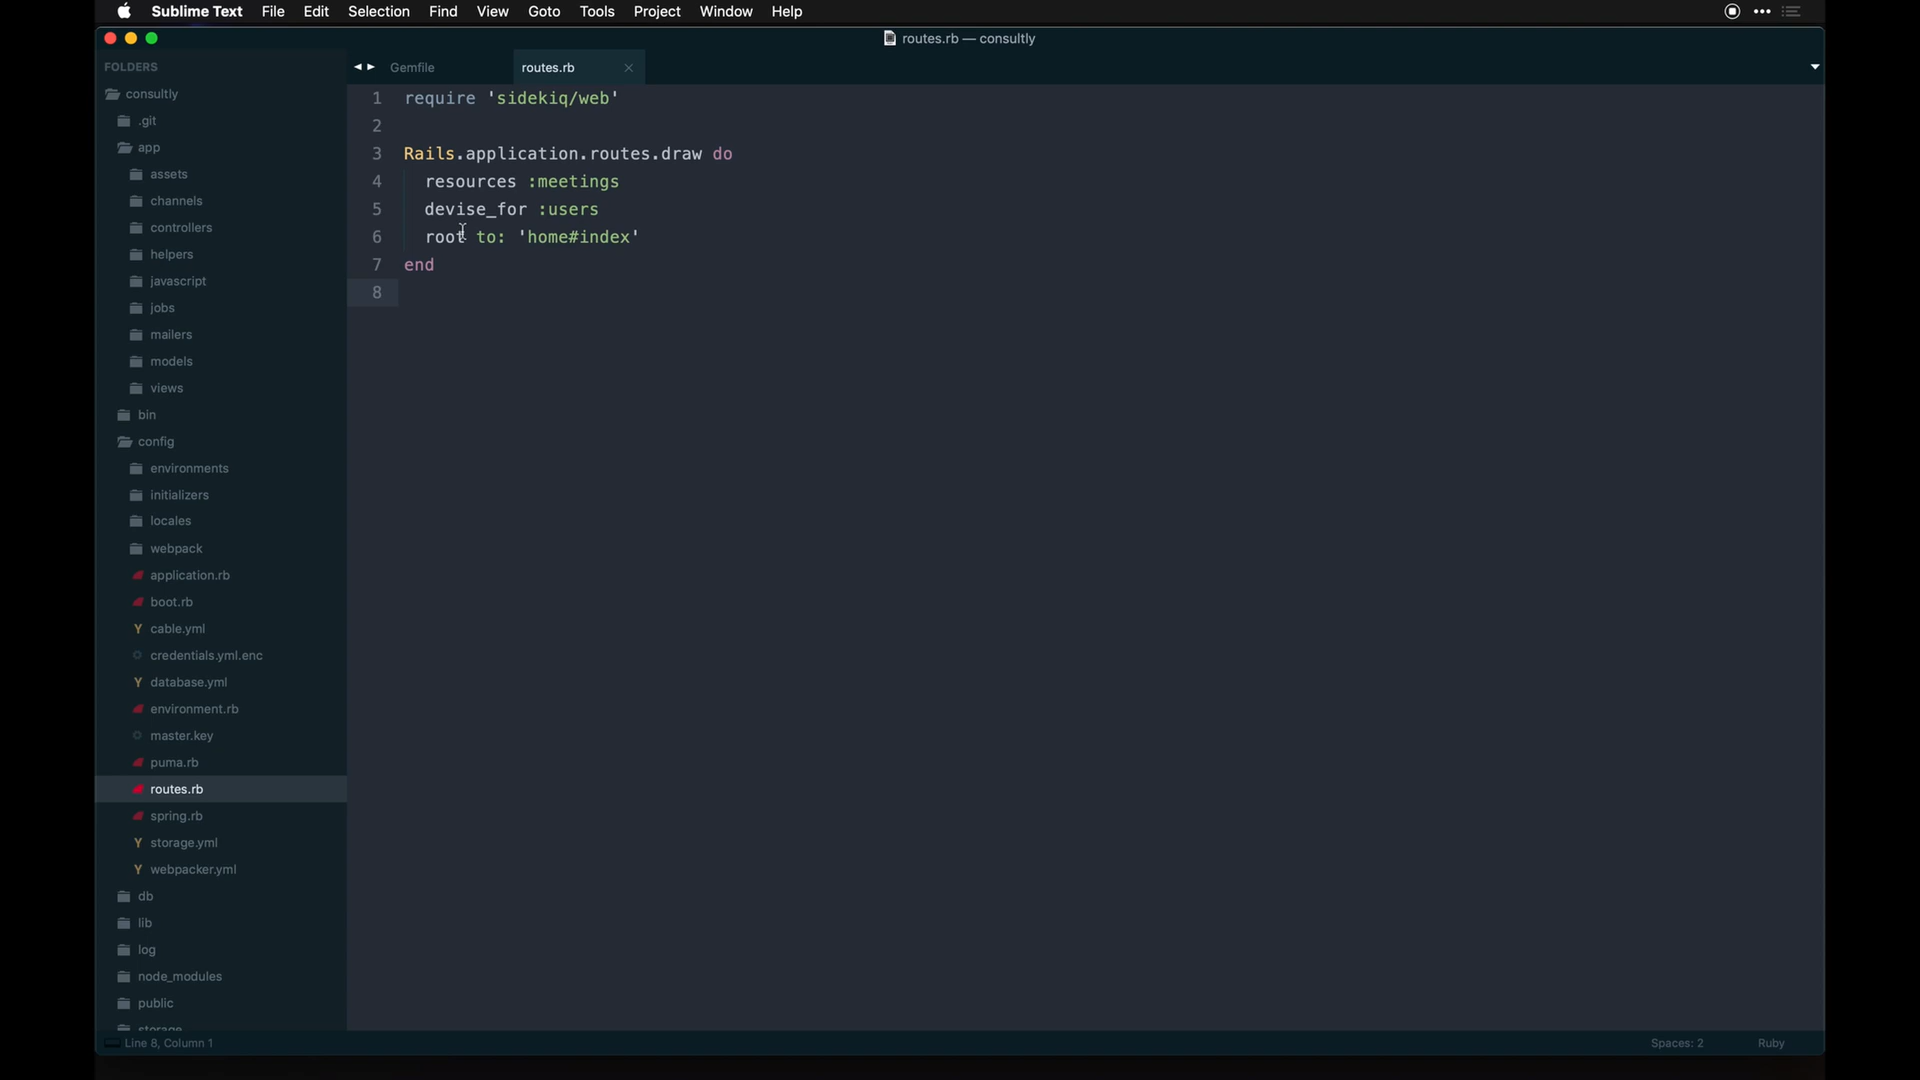 Sublime Text File Edit Selection Find View Goto Tools Project Window Help
routes.rb — consultly
FOLDERS
consultly
.git
app
assets
channels
controllers
helpers
javascript
jobs
mailers
models
views
bin
config
environments
initializers
locales
webpack
application.rb
boot.rb
cable.yml
credentials.yml.enc
database.yml
environment.rb
master.key
puma.rb
routes.rb
spring.rb
storage.yml
webpacker.yml
db
lib
log
node_modules
public
storage
Gemfile routes.rb
1 require 'sidekiq/web'
2
3 Rails.application.routes.draw do
4 resources :meetings
5 devise_for :users
6 root to: 'home#index'
7 end
8
Line 8, Column 1 Spaces: 2 Ruby